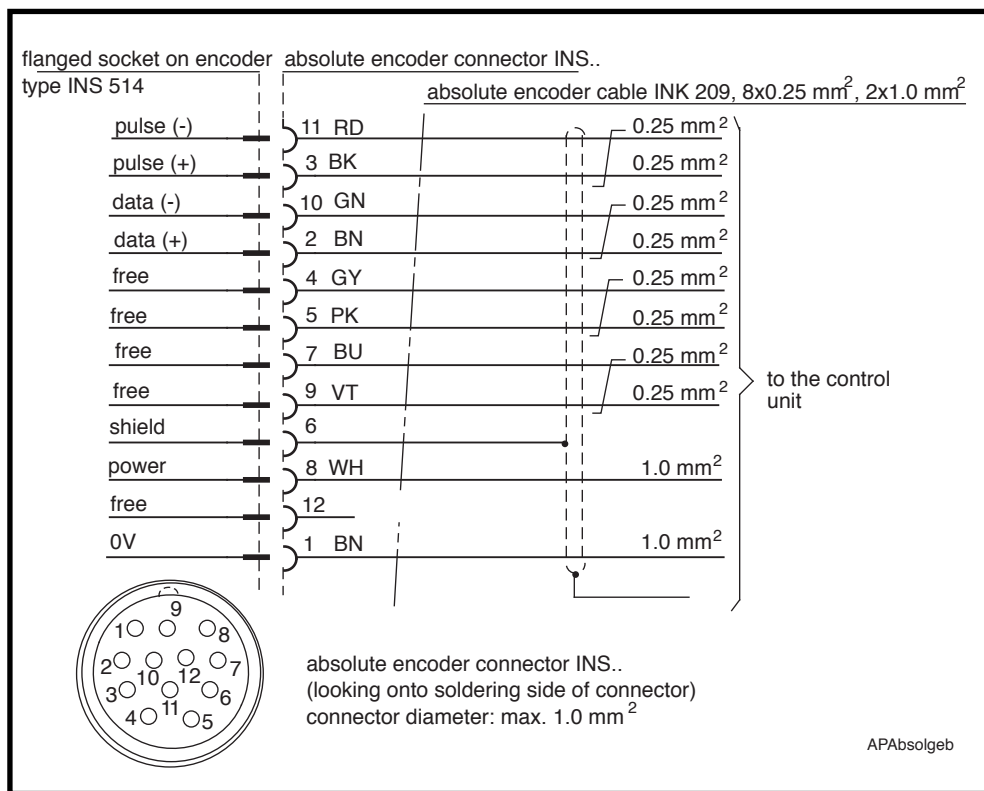 flanged socket on encoder absolute encoder connector INS..
type INS 514
absolute encoder cable INK 209, 8x0.25 mm², 2x1.0 mm²
pulse (-) 11 RD 0.25 mm²
pulse (+) 3 BK 0.25 mm²
data (-) 10 GN 0.25 mm²
data (+) 2 BN 0.25 mm²
free 4 GY 0.25 mm²
free 5 PK 0.25 mm²
free 7 BU 0.25 mm²
free 9 VT 0.25 mm²
to the control
unit
shield 6
power 8 WH 1.0 mm²
free 12
0V 1 BN 1.0 mm²
9
1 8
2 10 12 7
3 11 6
4 5
absolute encoder connector INS..
(looking onto soldering side of connector)
connector diameter: max. 1.0 mm²
APAbsolgeb